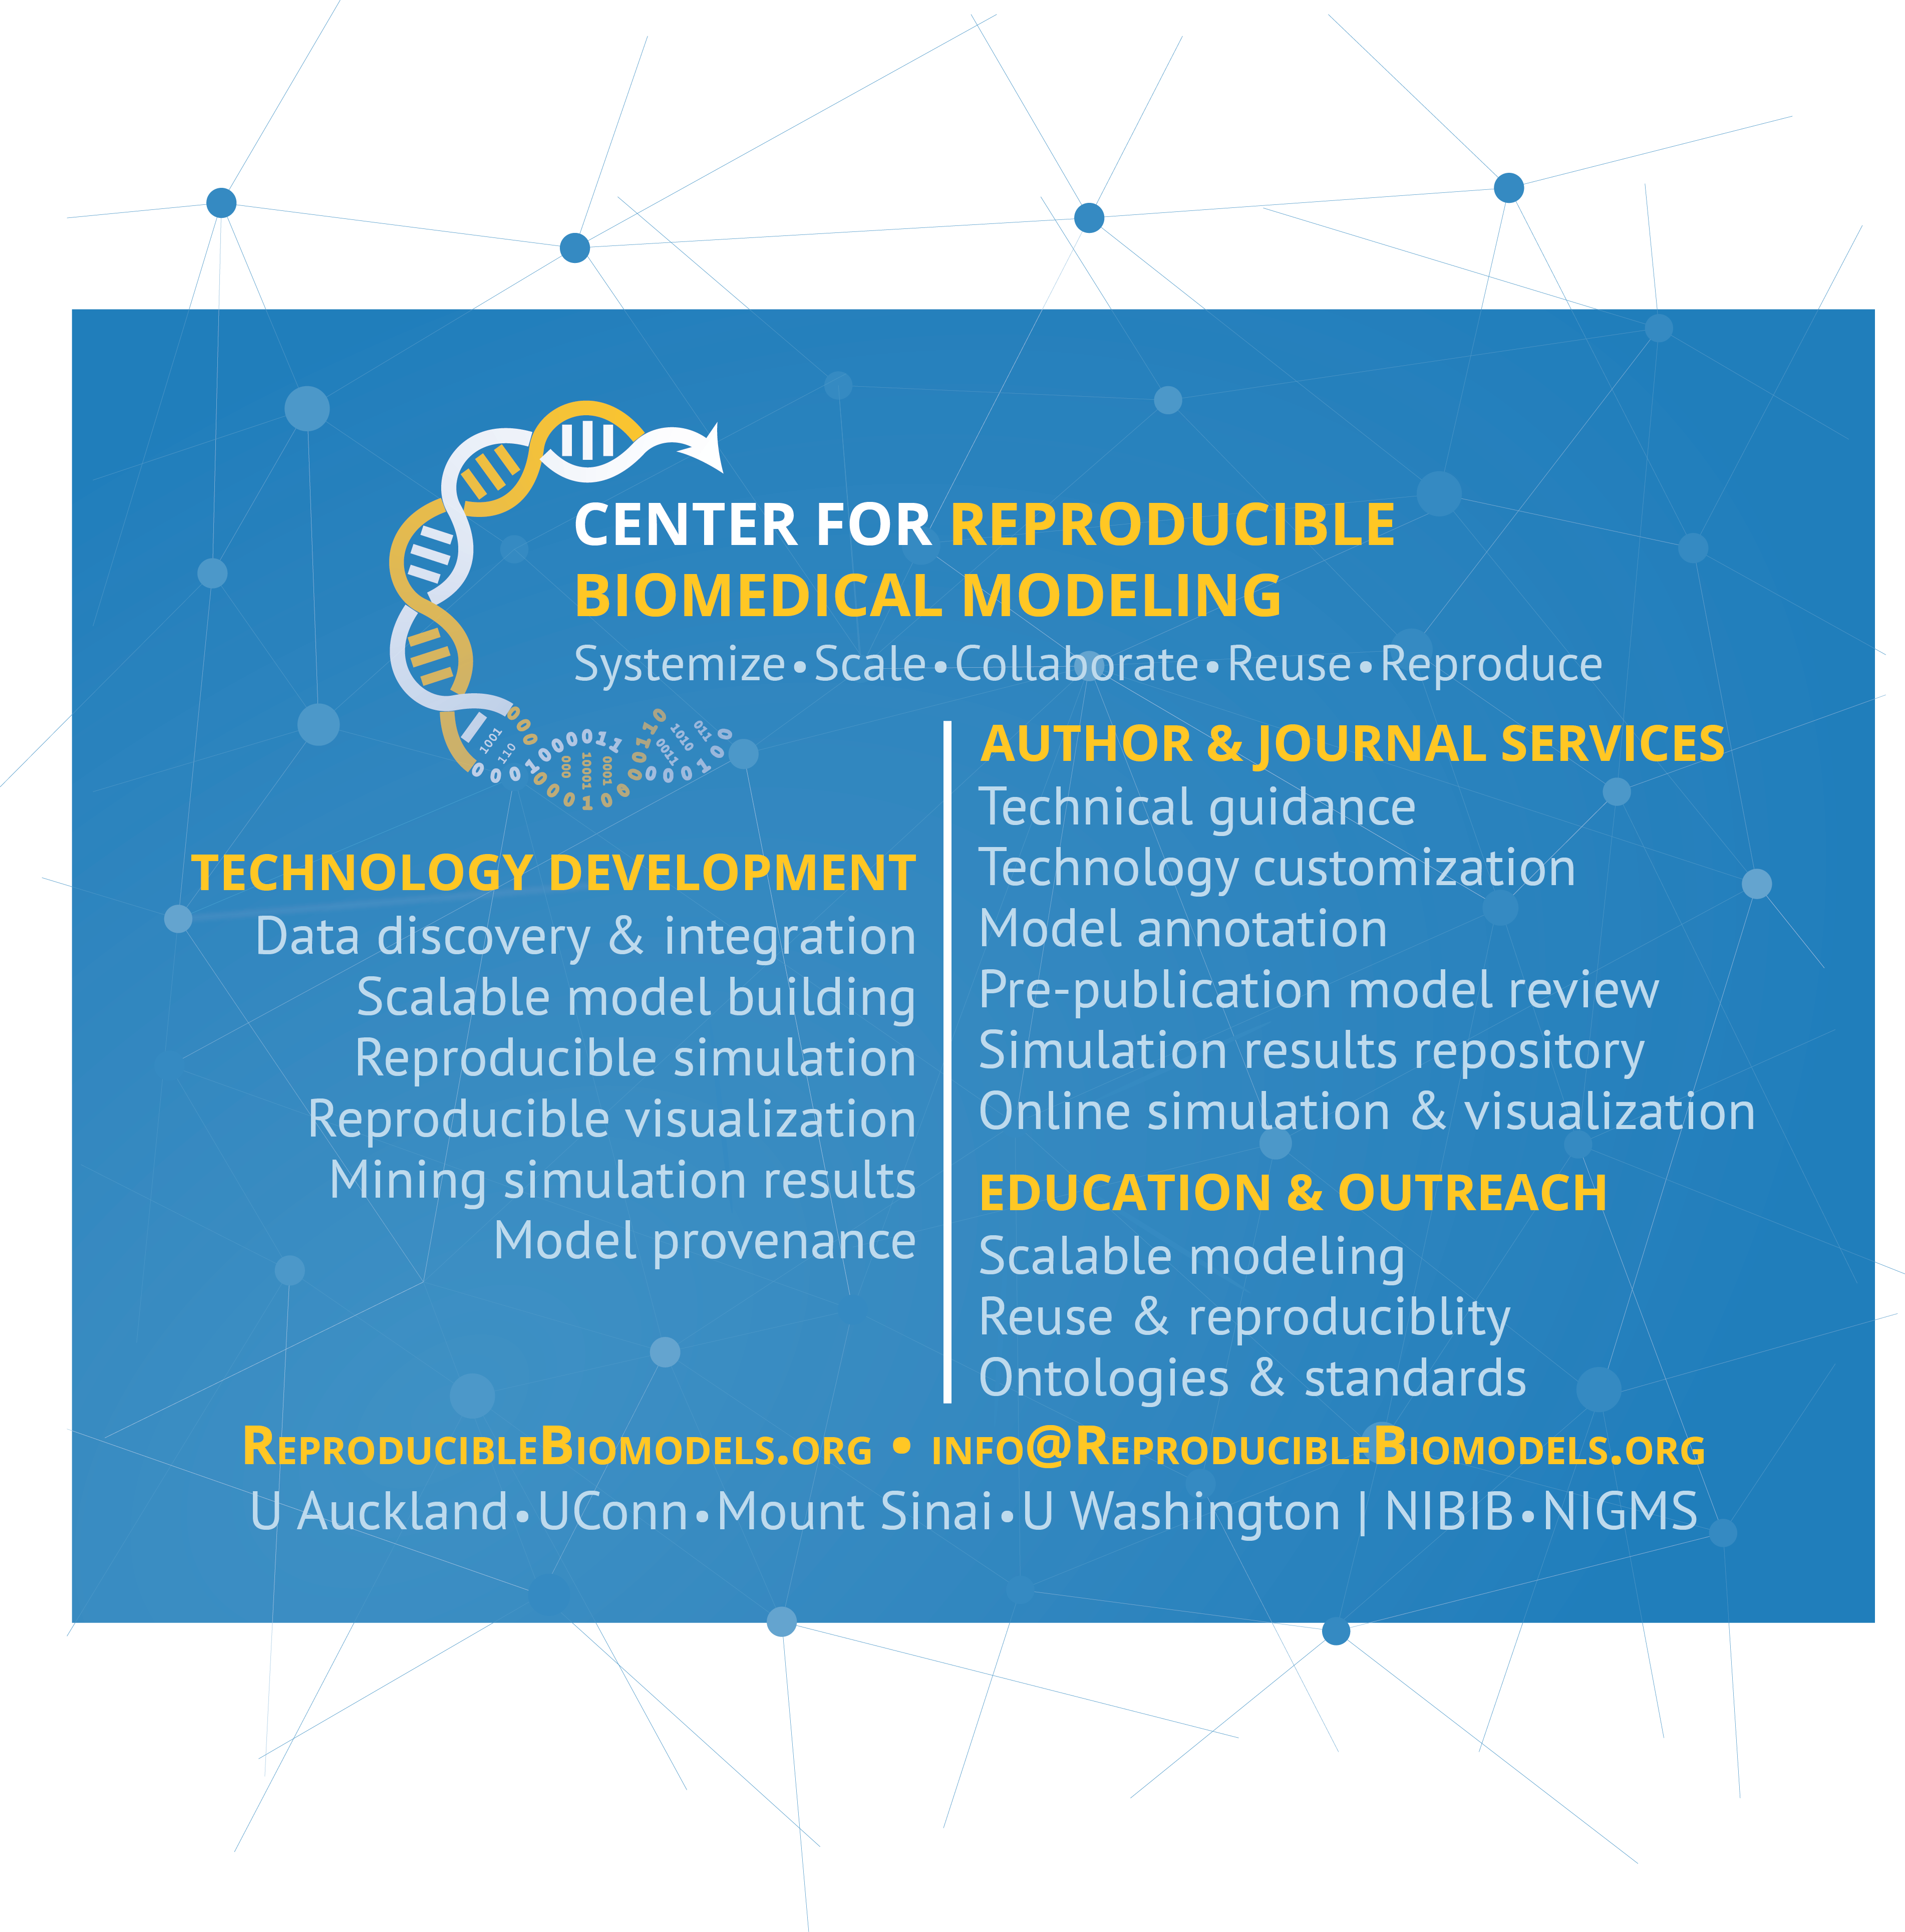 CENTER FOR REPRODUCIBLE
BIOMEDICAL MODELING
Systemize•Scale•Collaborate•Reuse•Reproduce
TECHNOLOGY DEVELOPMENT
Data discovery & integration
Scalable model building
Reproducible simulation
Reproducible visualization
Mining simulation results
Model provenance
AUTHOR & JOURNAL SERVICES
Technical guidance
Technology customization
Model annotation
Pre-publication model review
Simulation results repository
Online simulation & visualization
EDUCATION & OUTREACH
Scalable modeling
Reuse & reproduciblity
Ontologies & standards
ReproducibleBiomodels.org • info@ReproducibleBiomodels.org
U Auckland•UConn•Mount Sinai•U Washington | NIBIB•NIGMS